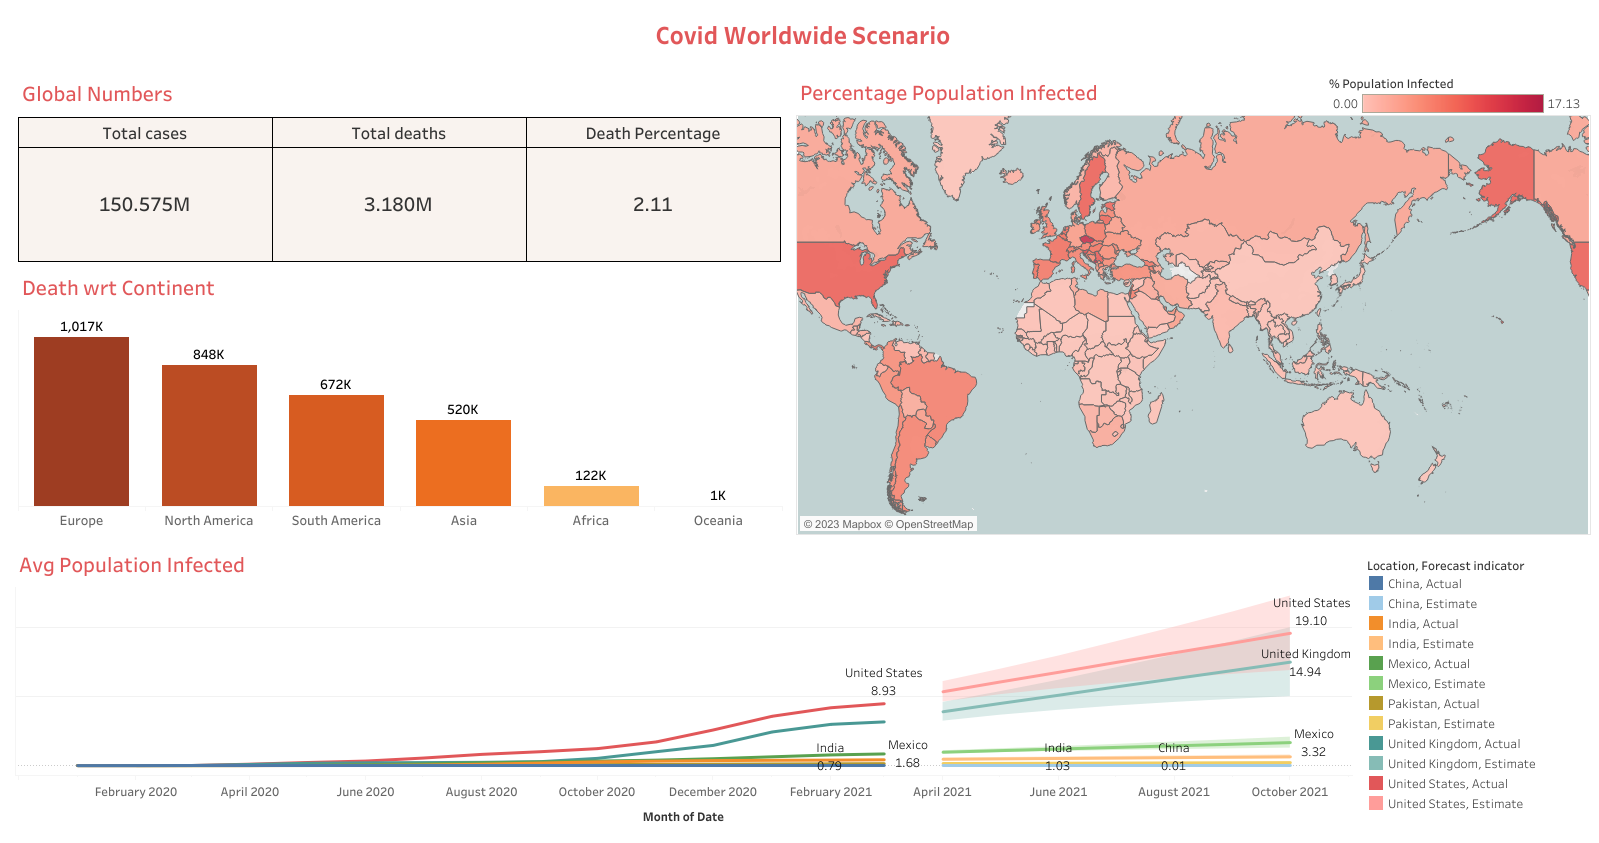 Covid Worldwide Scenario
Global Numbers
Total cases Total deaths Death Percentage
150.575M 3.180M 2.11
Death wrt Continent
1,017K
848K
672K
520K
122K
1K
Europe North America South America Asia Africa Oceania
Percentage Population Infected
% Population Infected
0.00 17.13
© 2023 Mapbox © OpenStreetMap
Avg Population Infected
United States
19.10
United Kingdom
14.94
United States
8.93
Mexico
3.32
India
0.79
Mexico
1.68
India
1.03
China
0.01
February 2020 April 2020 June 2020 August 2020 October 2020 December 2020 February 2021 April 2021 June 2021 August 2021 October 2021
Month of Date
Location, Forecast indicator
China, Actual
China, Estimate
India, Actual
India, Estimate
Mexico, Actual
Mexico, Estimate
Pakistan, Actual
Pakistan, Estimate
United Kingdom, Actual
United Kingdom, Estimate
United States, Actual
United States, Estimate